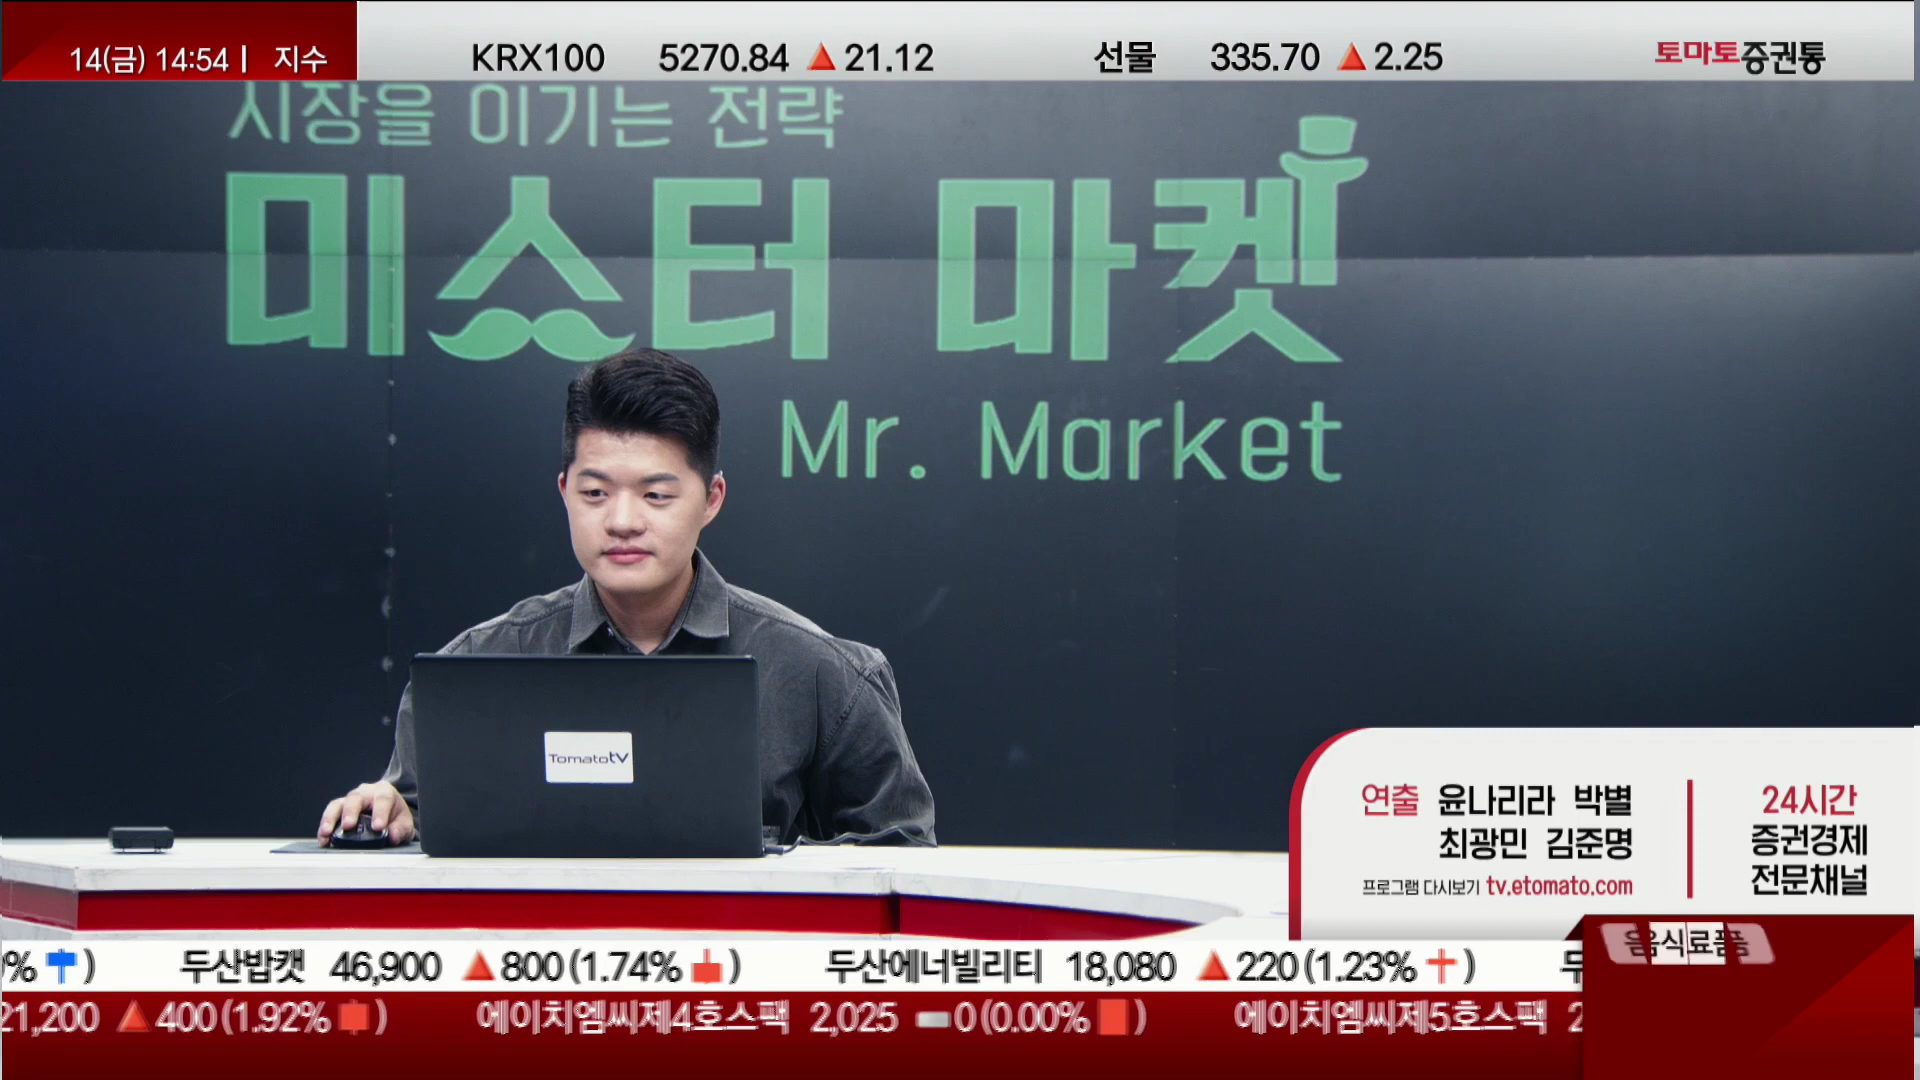 14(금) 14:54 | 지수 KRX100 5270.84 ▲21.12 선물 335.70 ▲2.25 토마토증권통
시장을 이기는 전략
미스터 마켓
Mr. Market
Tomatotv
연출 윤나리라 박별
최광민 김준명
프로그램 다시보기 tv.etomato.com
24시간
증권경제
전문채널
%) 두산밥캣 46,900 ▲800(1.74%) 두산에너빌리티 18,080 ▲220(1.23%)
21,200 ▲400(1.92%) 에이치엠씨제4호스팩 2,025 0(0.00%) 에이치엠씨제5호스팩 2